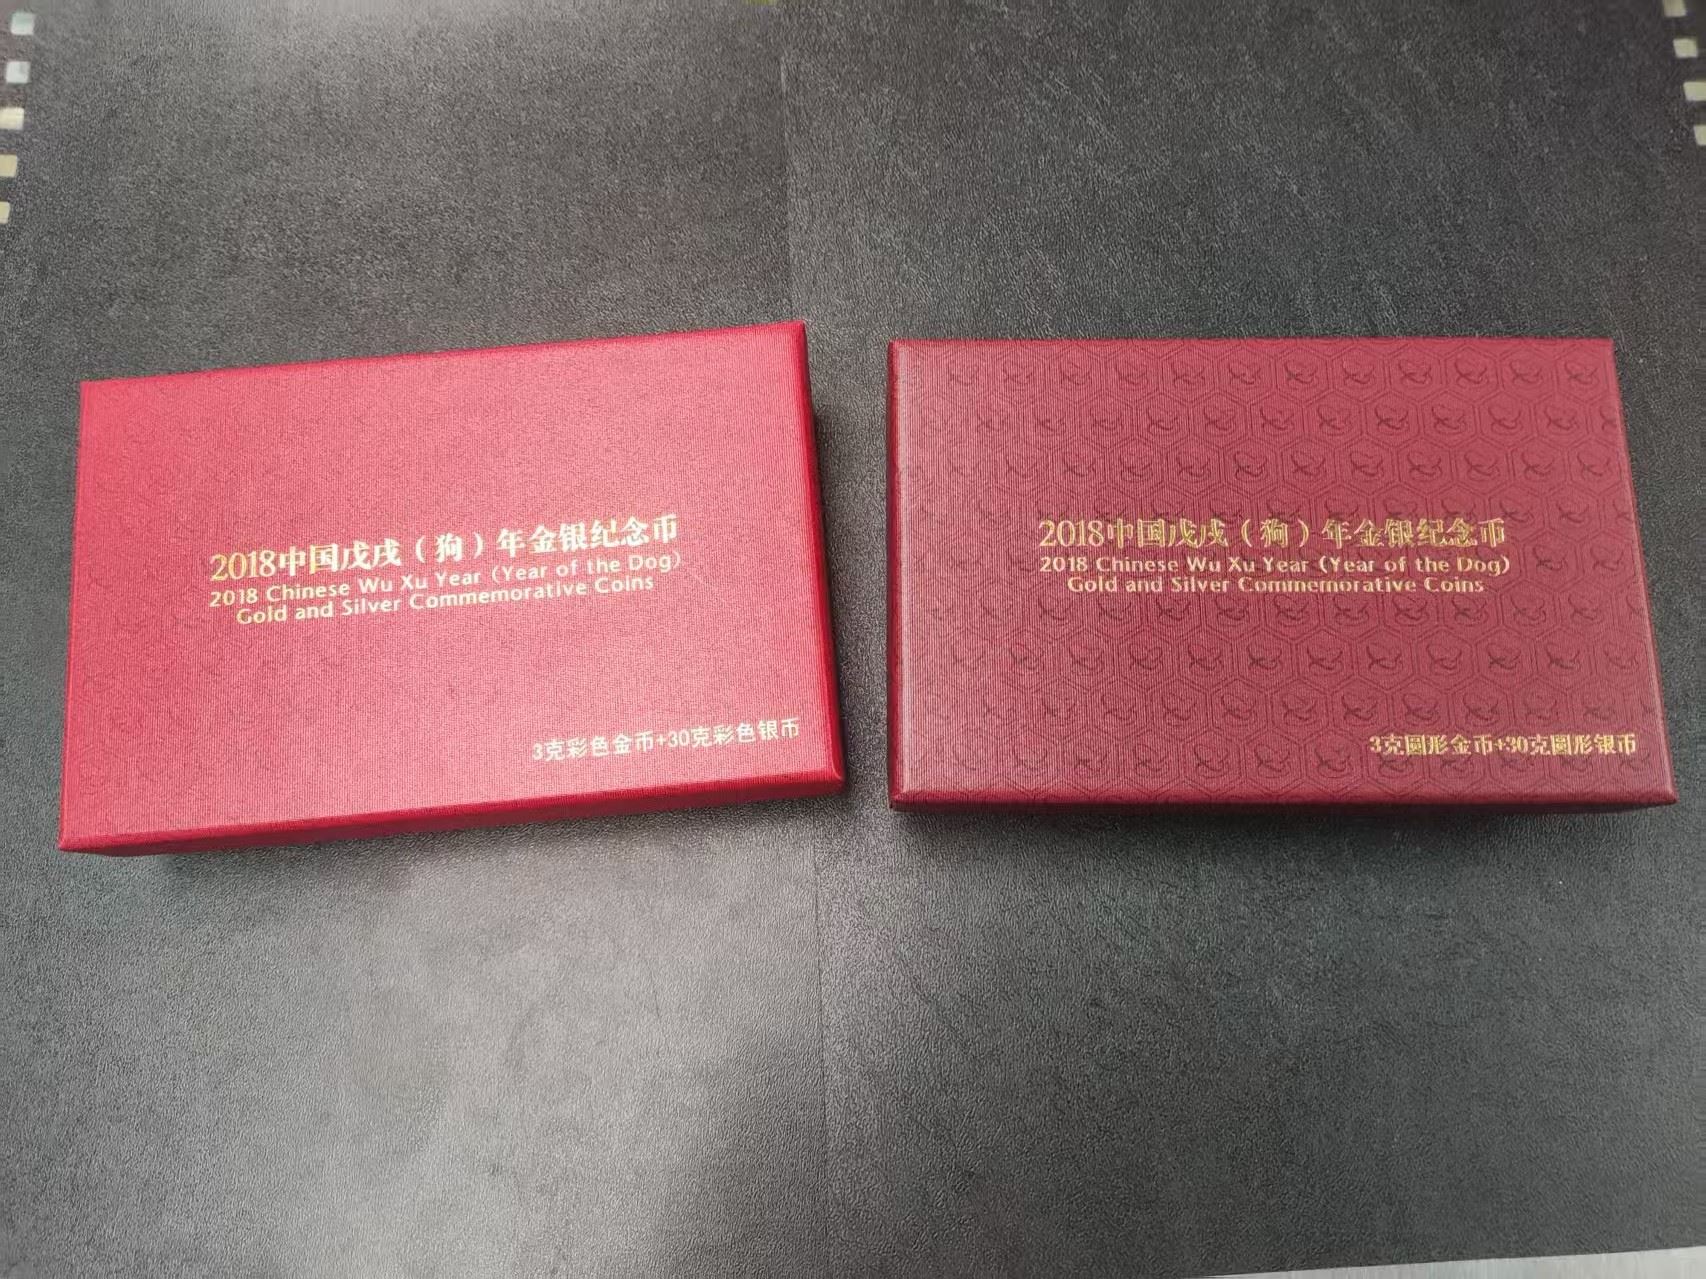 2018中国戊戌（狗）年金银纪念币
2018 Chinese Wu Xu Year (Year of the Dog)
Gold and Silver Commemorative Coins
3克彩色金币+30克彩色银币
2018中国戊戌（狗）年金银纪念币
2018 Chinese Wu Xu Year (Year of the Dog)
Gold and Silver Commemorative Coins
3克圆形金币+30克圆形银币